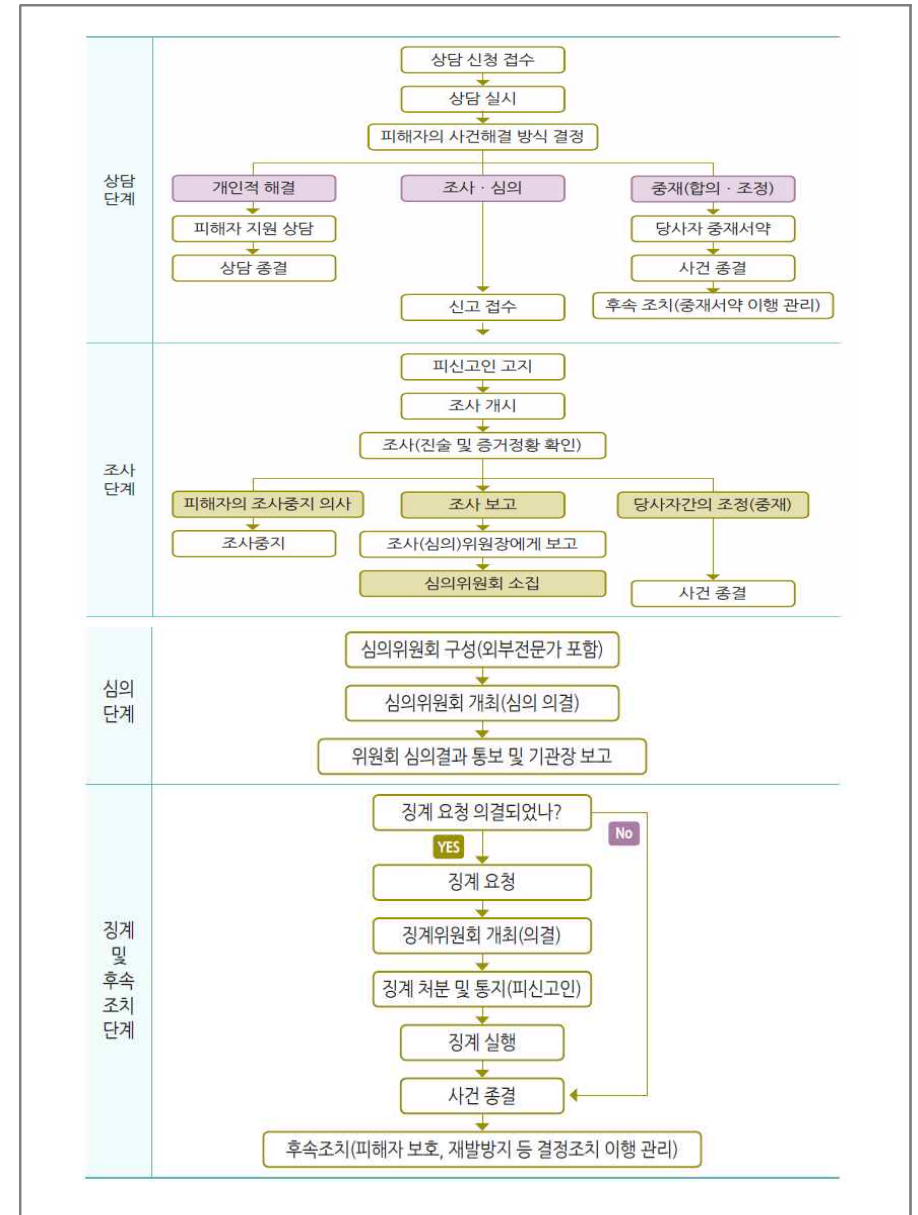 상담
단계
상담 신청 접수
상담 실시
피해자의 사건해결 방식 결정
개인적 해결
피해자 지원 상담
상담 종결
조사 · 심의
신고 접수
중재(합의 · 조정)
당사자 중재서약
사건 종결
후속 조치(중재서약 이행 관리)
조사
단계
피신고인 고지
조사 개시
조사(진술 및 증거정황 확인)
피해자의 조사중지 의사
조사중지
조사 보고
조사(심의)위원장에게 보고
심의위원회 소집
당사자간의 조정(중재)
사건 종결
심의
단계
심의위원회 구성(외부전문가 포함)
심의위원회 개최(심의 의결)
위원회 심의결과 통보 및 기관장 보고
징계
및
후속
조치
단계
징계 요청 의결되었나?
YES
No
징계 요청
징계위원회 개최(의결)
징계 처분 및 통지(피신고인)
징계 실행
사건 종결
후속조치(피해자 보호, 재발방지 등 결정조치 이행 관리)